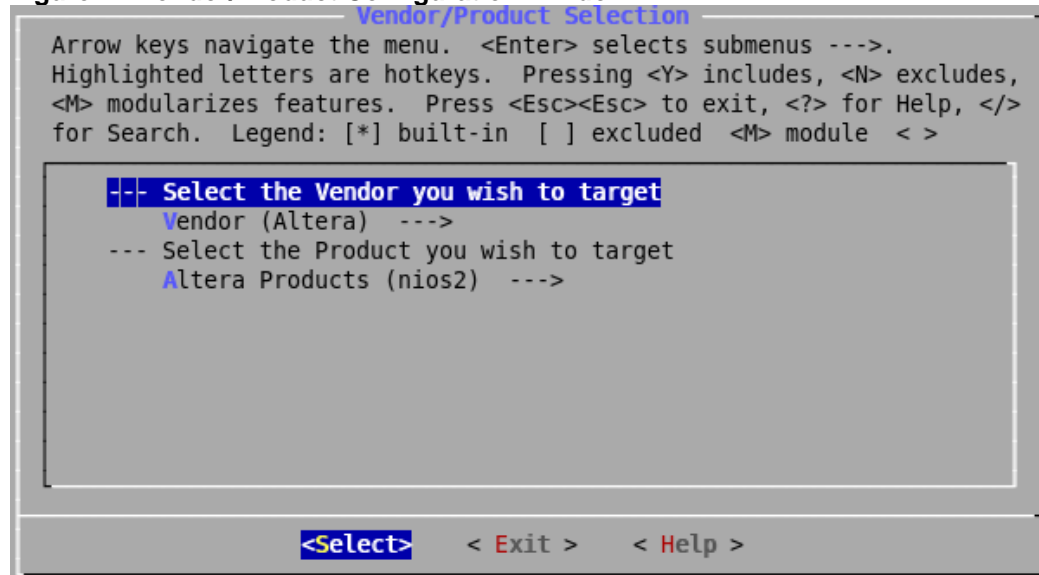 Vendor/Product Selection
Arrow keys navigate the menu.  <Enter> selects submenus --->.
Highlighted letters are hotkeys.  Pressing <Y> includes, <N> excludes,
<M> modularizes features.  Press <Esc><Esc> to exit, <?> for Help, </>
for Search.  Legend: [*] built-in  [ ] excluded  <M> module  < >
--- Select the Vendor you wish to target
Vendor (Altera)  --->
--- Select the Product you wish to target
Altera Products (nios2)  --->
<Select>    < Exit >    < Help >